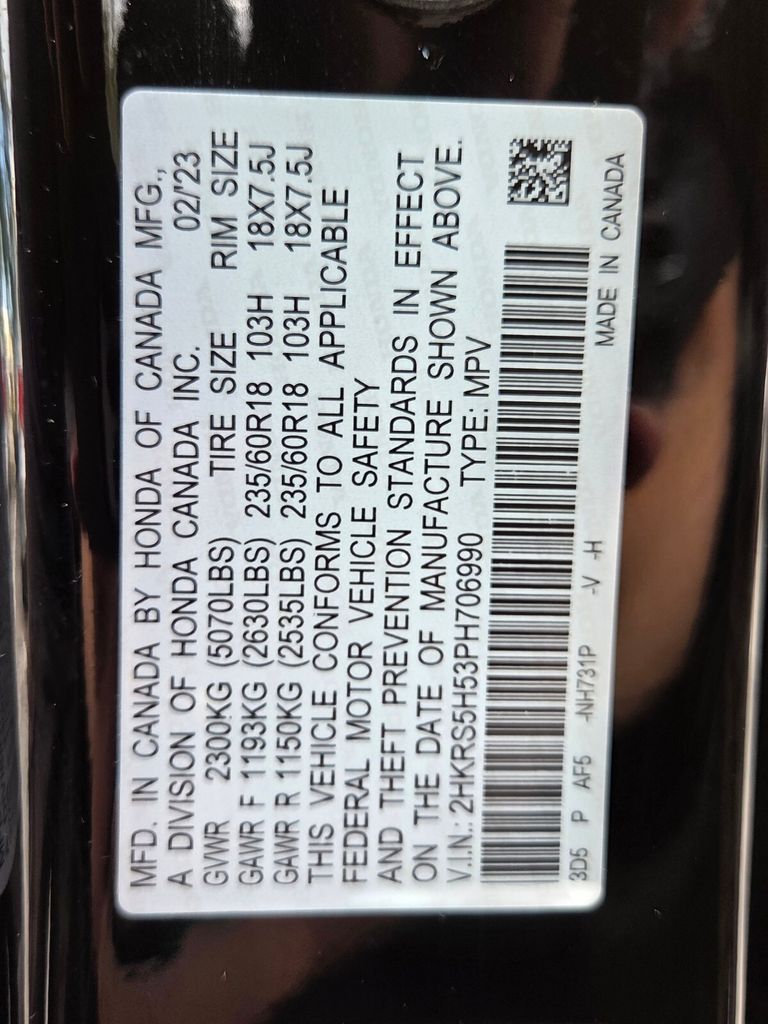 MFD. IN CANADA BY HONDA OF CANADA MFG.,
A DIVISION OF HONDA CANADA INC. 02/'23
GVWR 2300KG (5070LBS) TIRE SIZE RIM SIZE
GAWR F 1193KG (2630LBS) 235/60R18 103H 18X7.5J
GAWR R 1150KG (2535LBS) 235/60R18 103H 18X7.5J
THIS VEHICLE CONFORMS TO ALL APPLICABLE
FEDERAL MOTOR VEHICLE SAFETY
AND THEFT PREVENTION STANDARDS IN EFFECT
ON THE DATE OF MANUFACTURE SHOWN ABOVE.
V.I.N.: 2HKRS5H53PH706990 TYPE: MPV
3D5 P AF5 -NH731P -V -H MADE IN CANADA